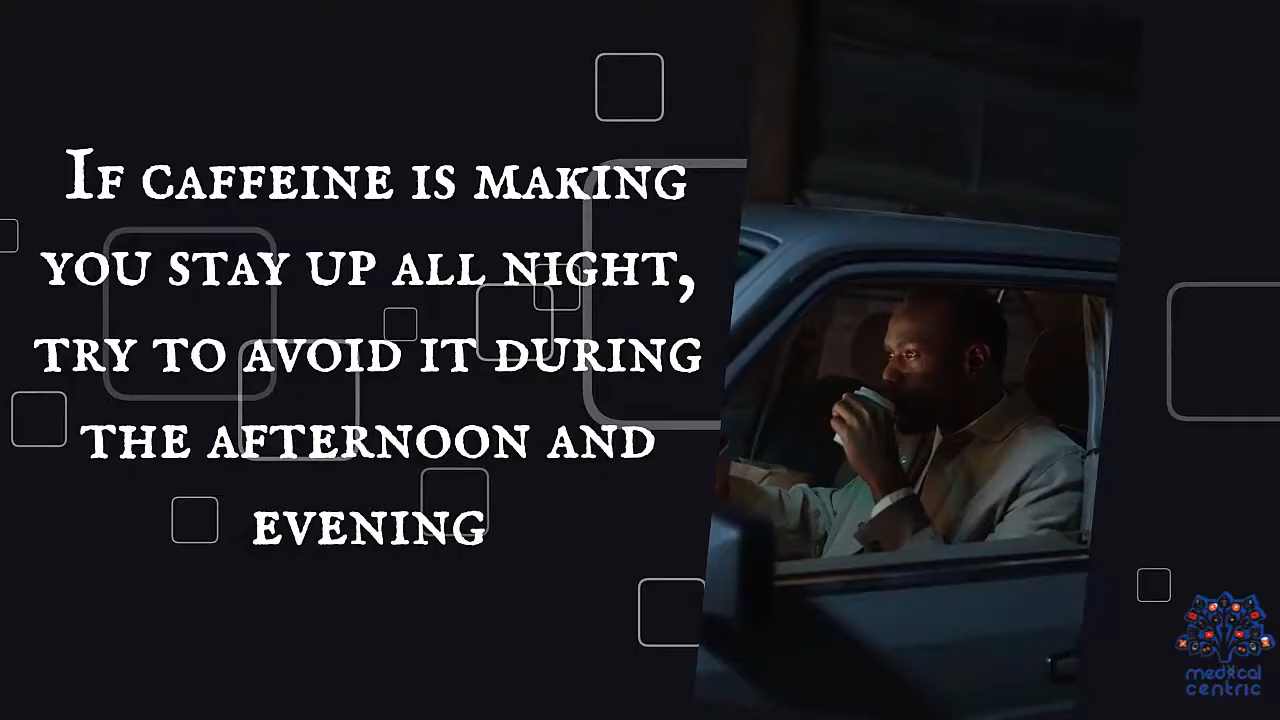 If caffeine is making
you stay up all night,
try to avoid it during
the afternoon and
evening
medical
centric